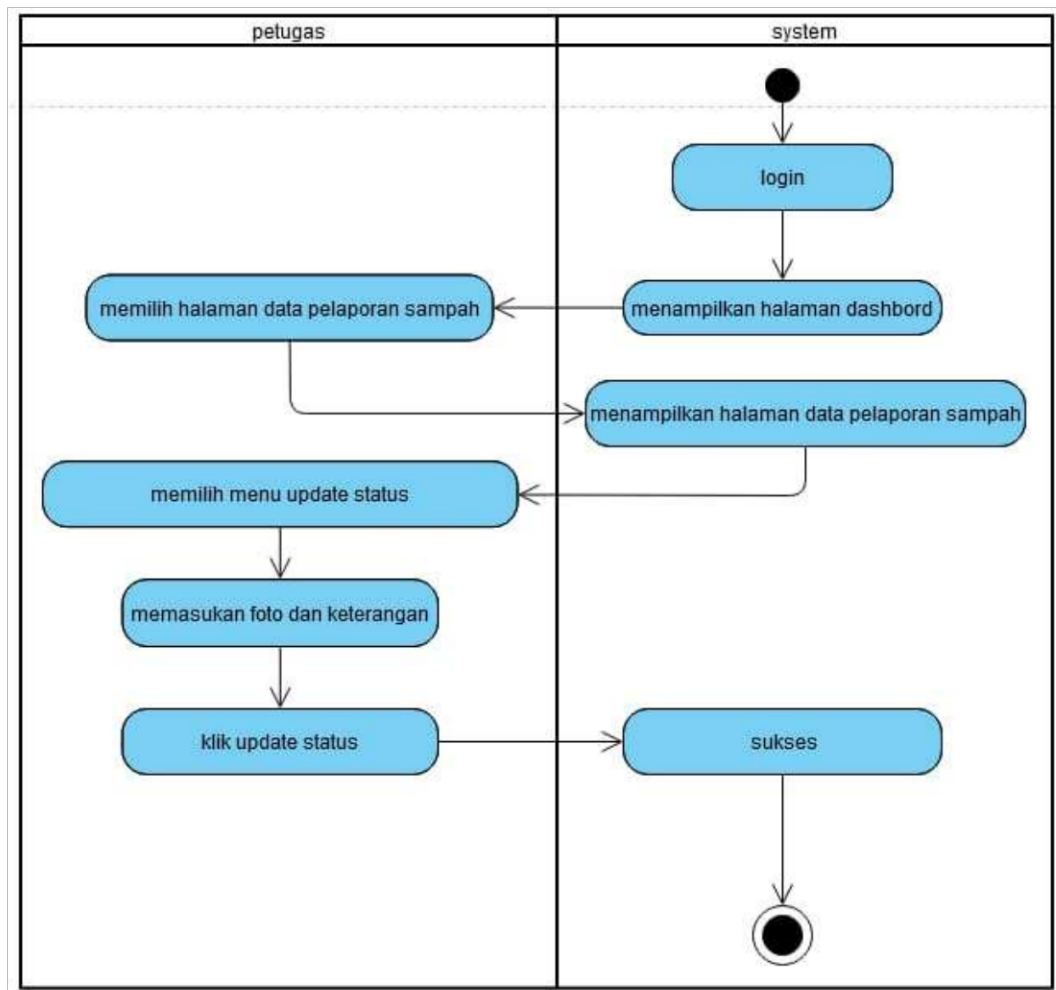 petugas
system
login
menampilkan halaman dashbord
memilih halaman data pelaporan sampah
menampilkan halaman data pelaporan sampah
memilih menu update status
memasukan foto dan keterangan
klik update status
sukses